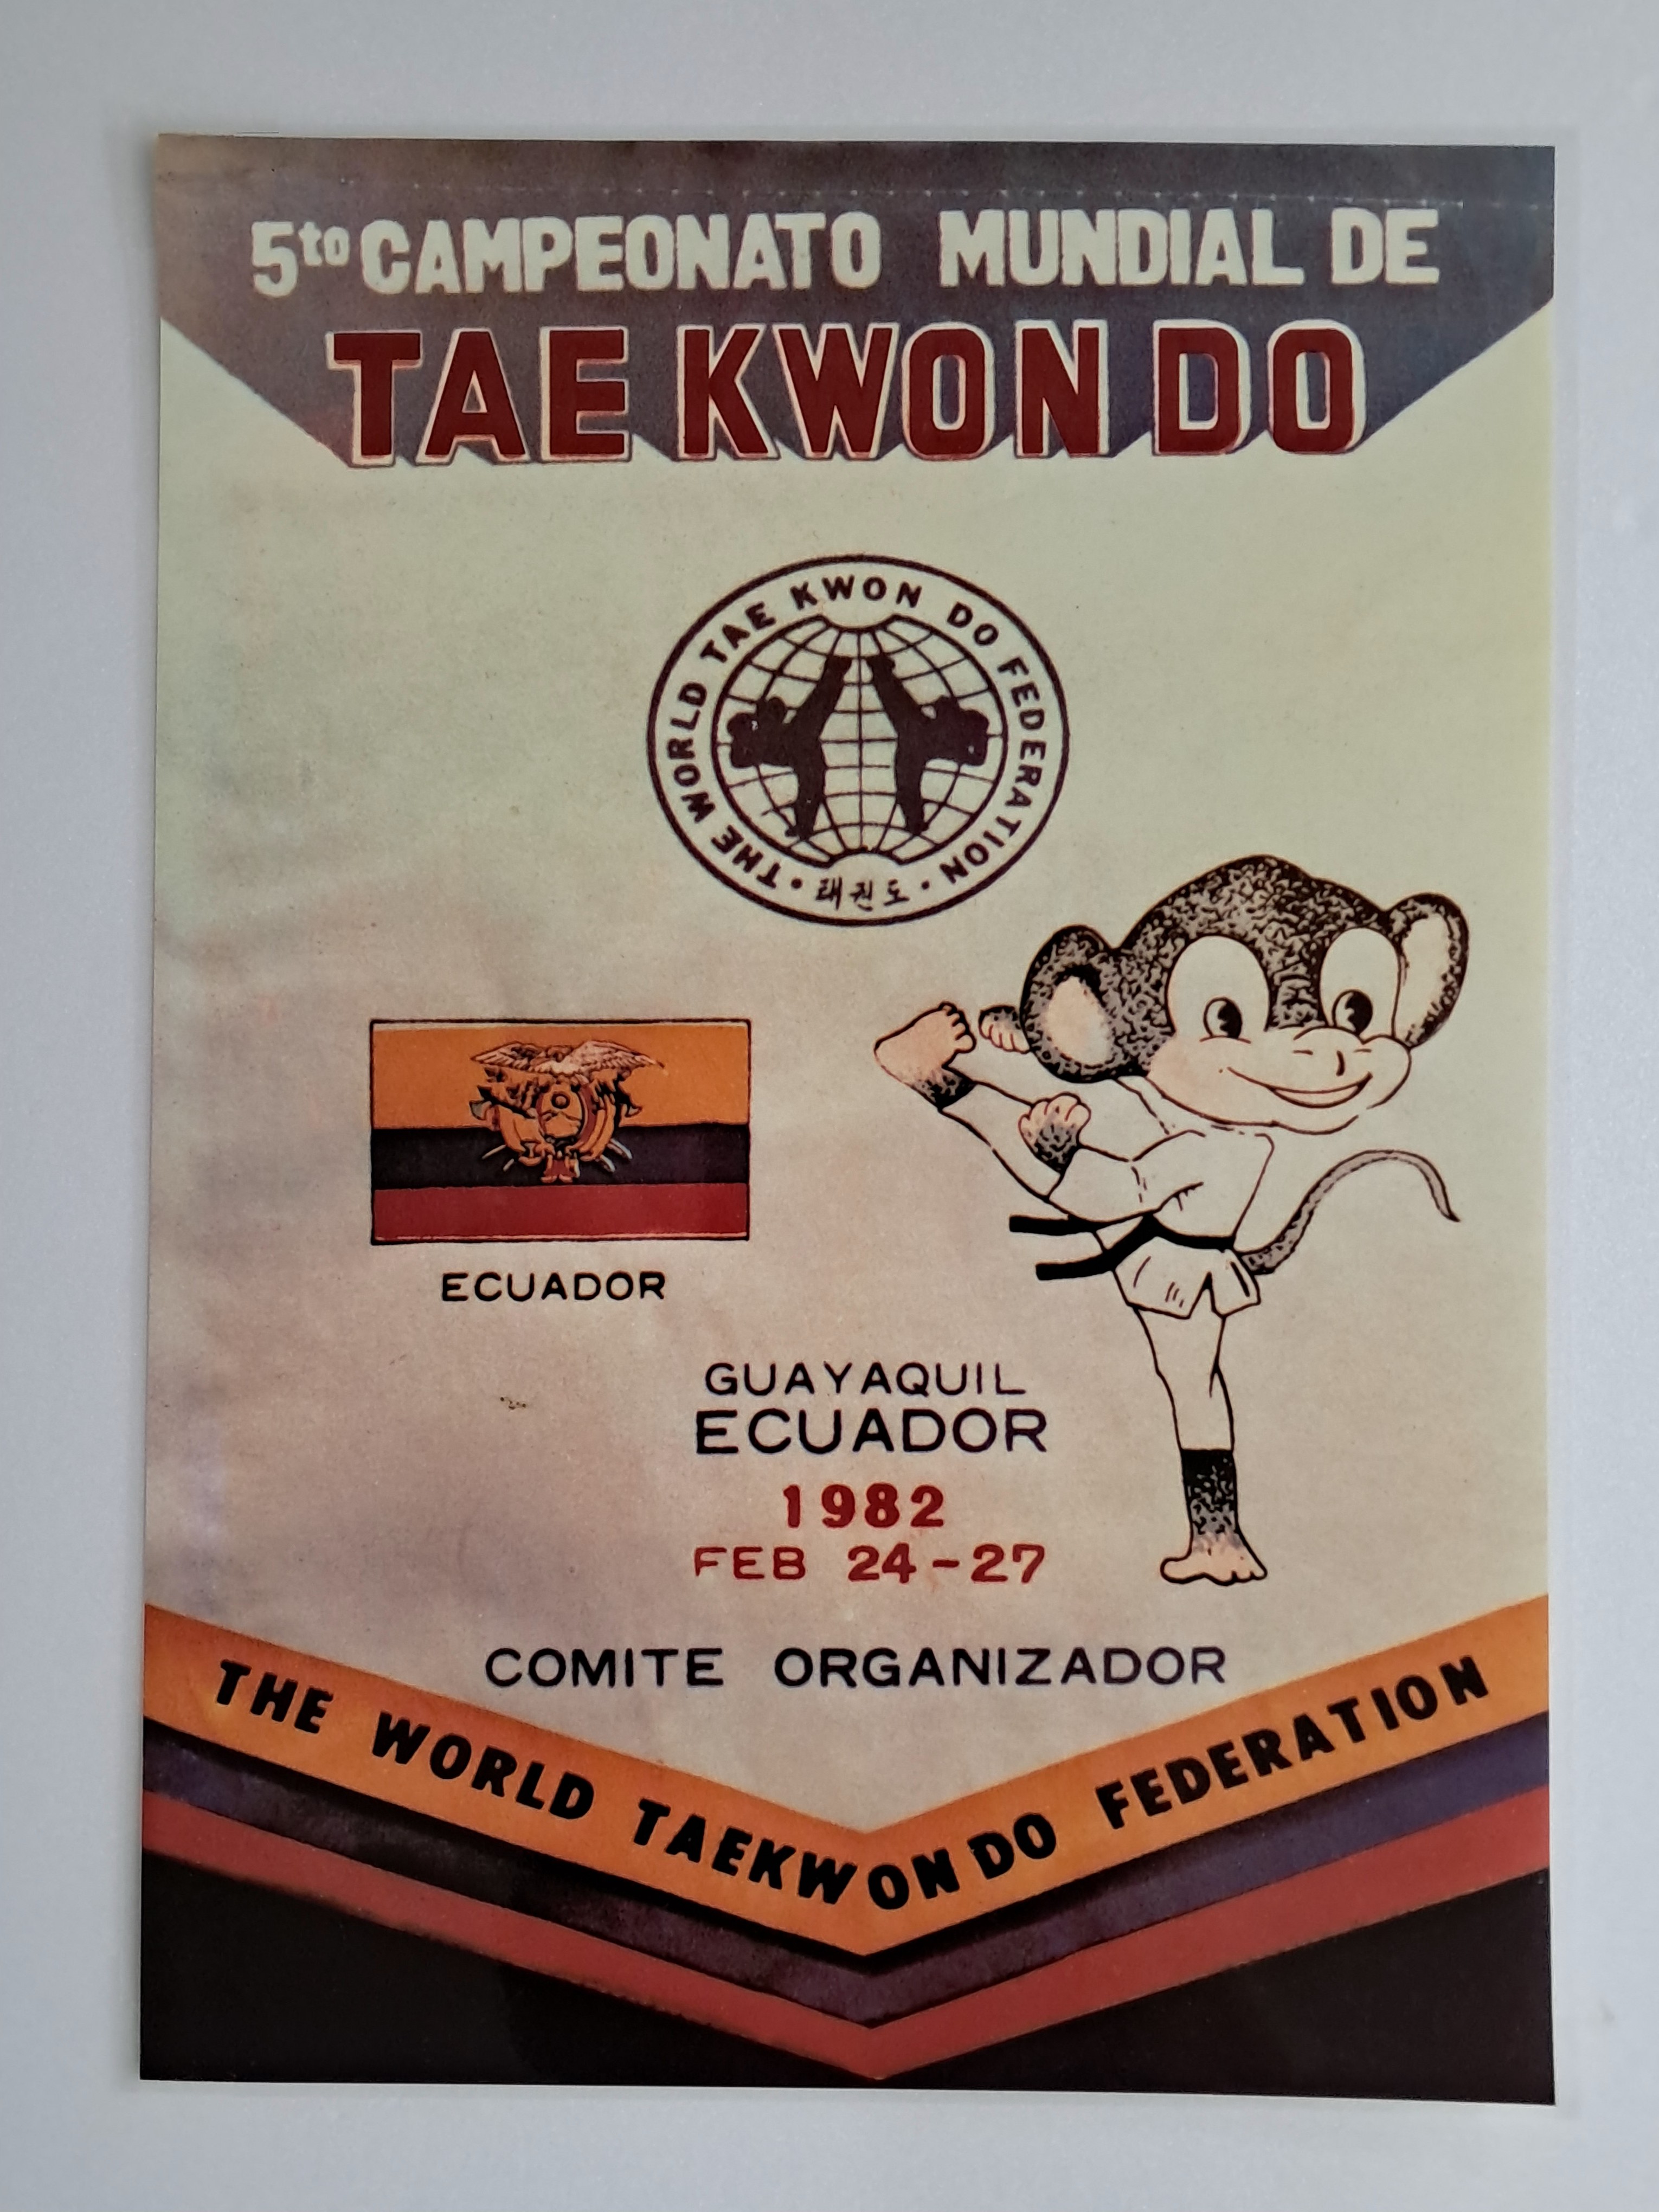 5to CAMPEONATO MUNDIAL DE
TAE KWON DO
THE WORLD TAE KWON DO FEDERATION
· 태권도 ·
ECUADOR
GUAYAQUIL
ECUADOR
1982
FEB 24-27
COMITE ORGANIZADOR
THE WORLD TAEKWONDO FEDERATION